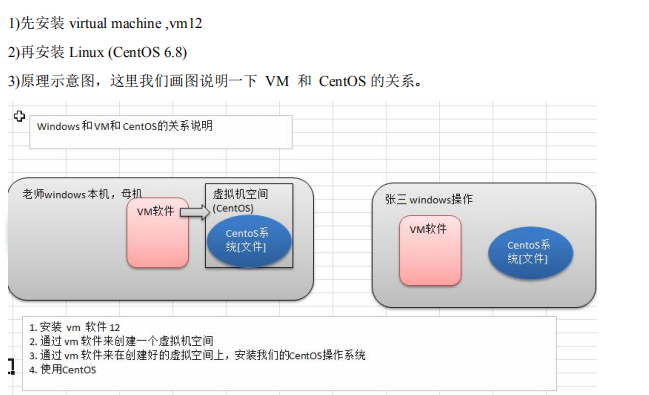 1)先安装 virtual machine ,vm12
2)再安装 Linux (CentOS 6.8)
3)原理示意图，这里我们画图说明一下 VM 和 CentOS 的关系。
Windows 和VM和 CentOS的关系说明
老师windows 本机，母机
VM软件
虚拟机空间
(CentOS)
CentoS系
统[文件]
张三 windows操作
VM软件
CentoS系
统[文件]
1. 安装 vm 软件 12
2. 通过 vm 软件来创建一个虚拟机空间
3. 通过 vm 软件来在创建好的虚拟空间上，安装我们的CentOS操作系统
4. 使用CentOS